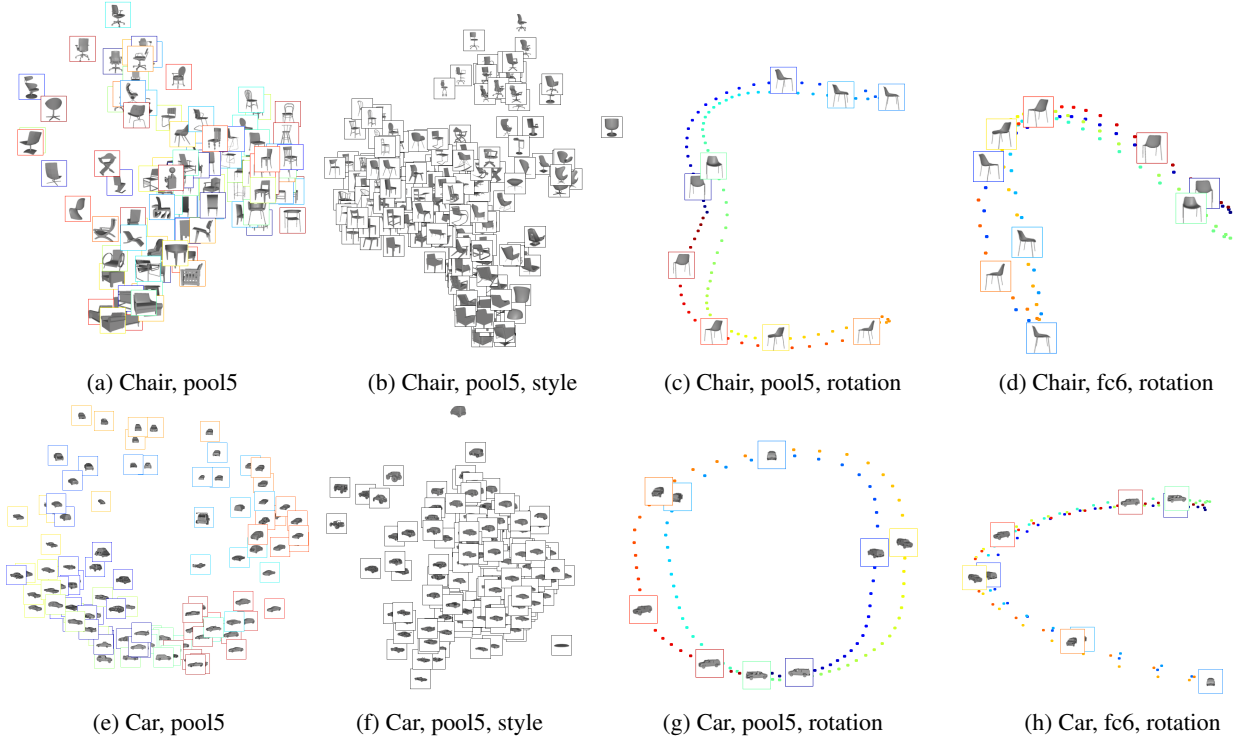 (a) Chair, pool5
(b) Chair, pool5, style
(c) Chair, pool5, rotation
(d) Chair, fc6, rotation
(e) Car, pool5
(f) Car, pool5, style
(g) Car, pool5, rotation
(h) Car, fc6, rotation